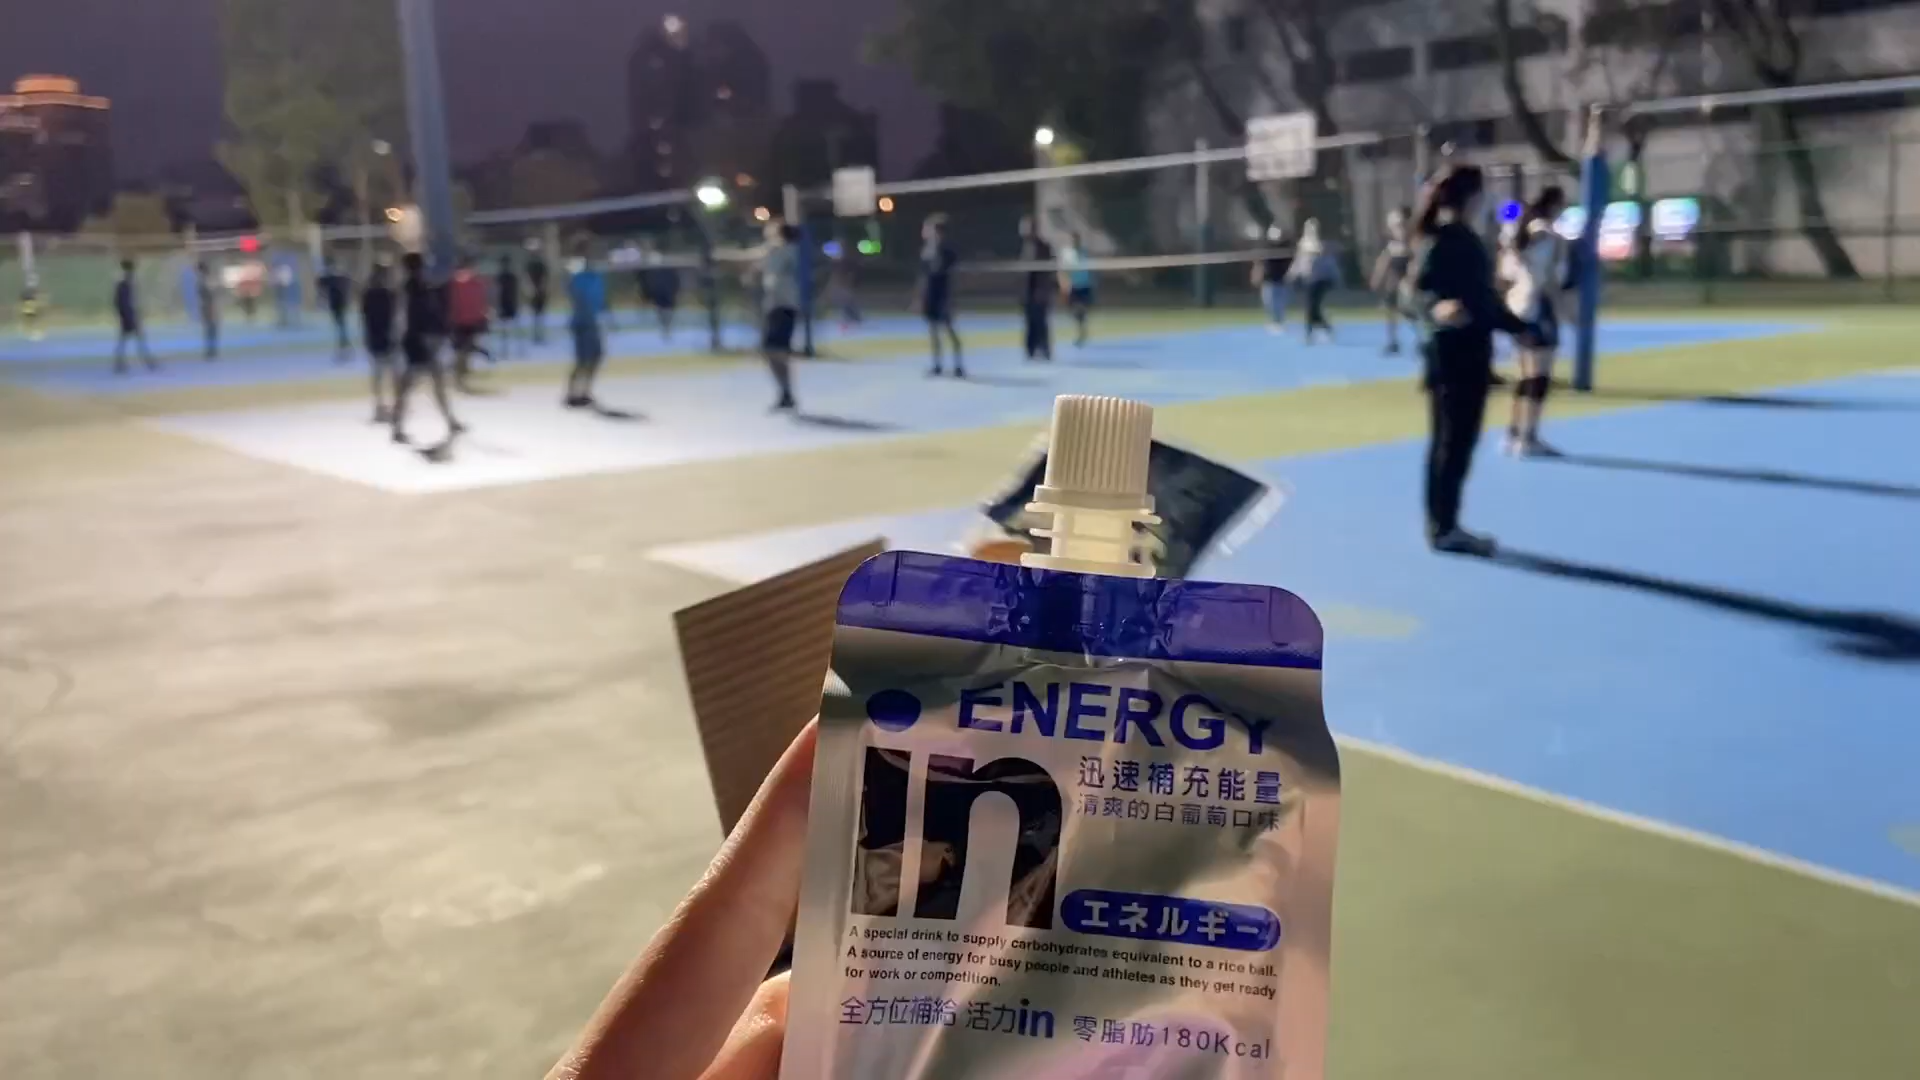 ENERGY
in
迅速補充能量
清爽的白葡萄口味
エネルギー
A special drink to supply carbohydrates equivalent to a rice ball.
A source of energy for busy people and athletes as they get ready
for work or competition.
全方位補給 活力in 零脂肪180Kcal